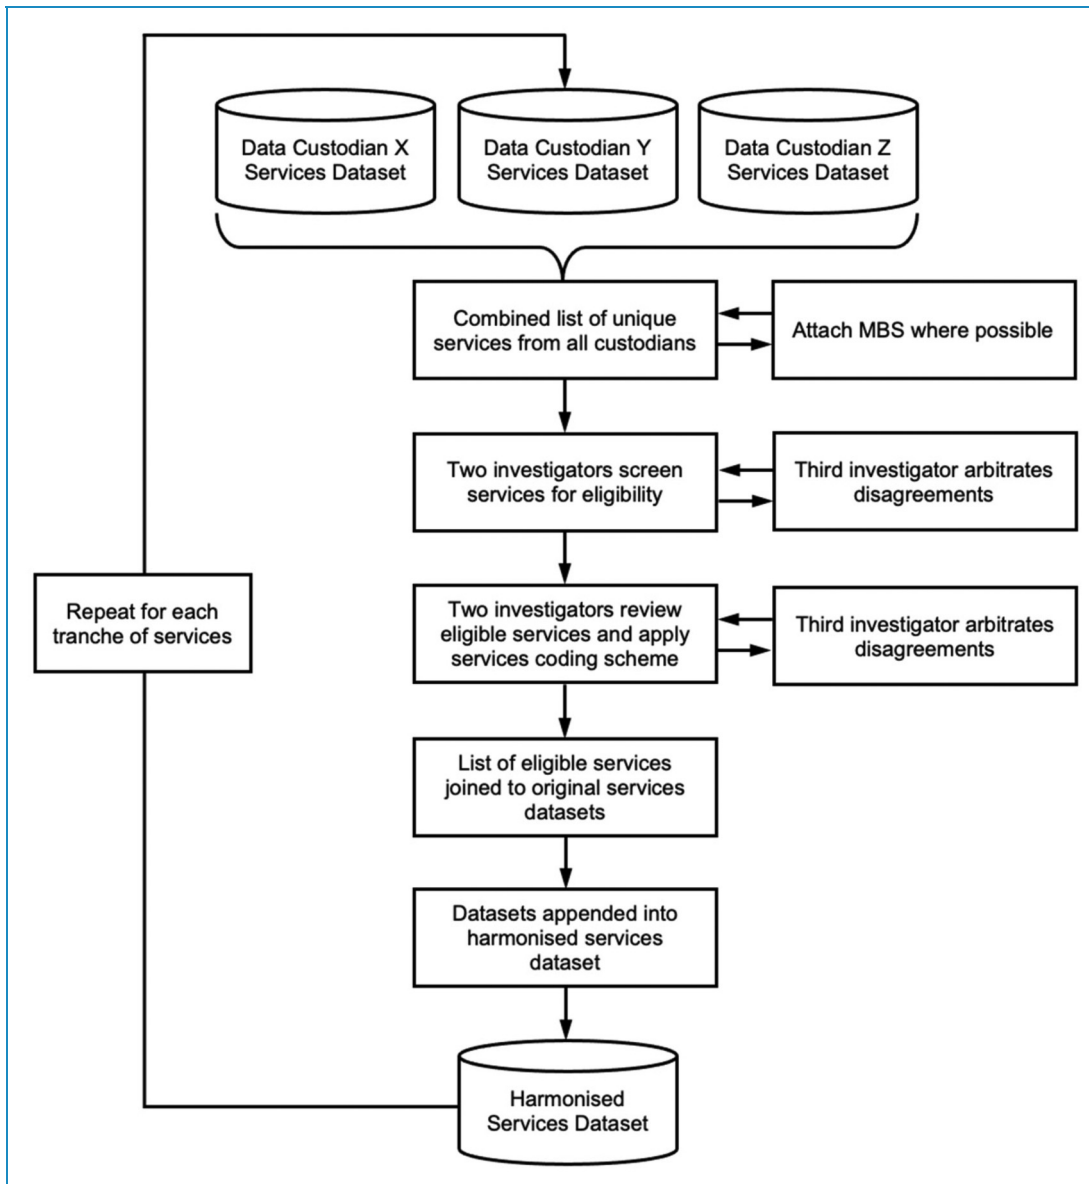 Data Custodian X
Services Dataset
Data Custodian Y
Services Dataset
Data Custodian Z
Services Dataset
Combined list of unique
services from all custodians
Attach MBS where possible
Two investigators screen
services for eligibility
Third investigator arbitrates
disagreements
Two investigators review
eligible services and apply
services coding scheme
Third investigator arbitrates
disagreements
Repeat for each
tranche of services
List of eligible services
joined to original services
datasets
Datasets appended into
harmonised services
dataset
Harmonised
Services Dataset